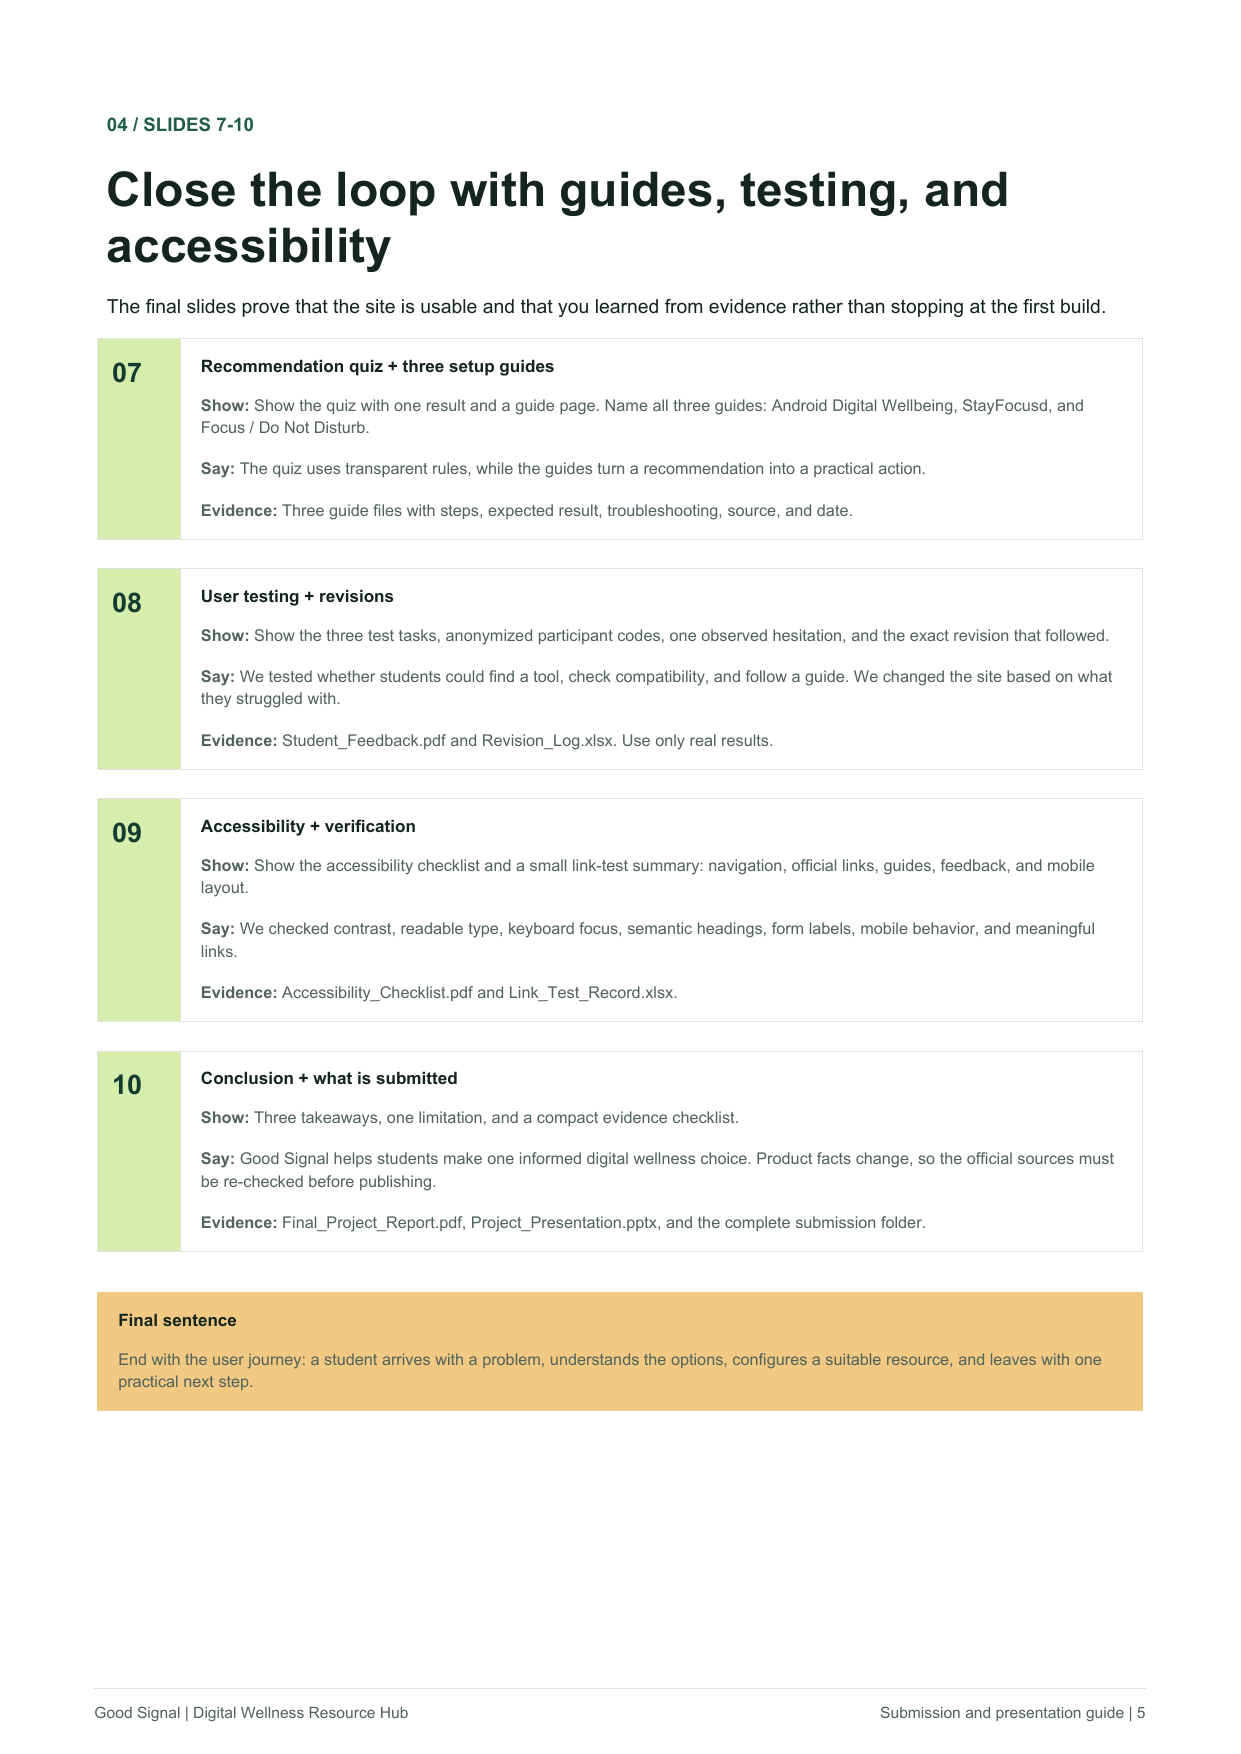 04 / SLIDES 7-10
Close the loop with guides, testing, and
accessibility
The final slides prove that the site is usable and that you learned from evidence rather than stopping at the first build.
07
Recommendation quiz + three setup guides
Show: Show the quiz with one result and a guide page. Name all three guides: Android Digital Wellbeing, StayFocusd, and
Focus / Do Not Disturb.
Say: The quiz uses transparent rules, while the guides turn a recommendation into a practical action.
Evidence: Three guide files with steps, expected result, troubleshooting, source, and date.
08
User testing + revisions
Show: Show the three test tasks, anonymized participant codes, one observed hesitation, and the exact revision that followed.
Say: We tested whether students could find a tool, check compatibility, and follow a guide. We changed the site based on what
they struggled with.
Evidence: Student_Feedback.pdf and Revision_Log.xlsx. Use only real results.
09
Accessibility + verification
Show: Show the accessibility checklist and a small link-test summary: navigation, official links, guides, feedback, and mobile
layout.
Say: We checked contrast, readable type, keyboard focus, semantic headings, form labels, mobile behavior, and meaningful
links.
Evidence: Accessibility_Checklist.pdf and Link_Test_Record.xlsx.
10
Conclusion + what is submitted
Show: Three takeaways, one limitation, and a compact evidence checklist.
Say: Good Signal helps students make one informed digital wellness choice. Product facts change, so the official sources must
be re-checked before publishing.
Evidence: Final_Project_Report.pdf, Project_Presentation.pptx, and the complete submission folder.
Final sentence
End with the user journey: a student arrives with a problem, understands the options, configures a suitable resource, and leaves with one
practical next step.
Good Signal | Digital Wellness Resource Hub
Submission and presentation guide | 5